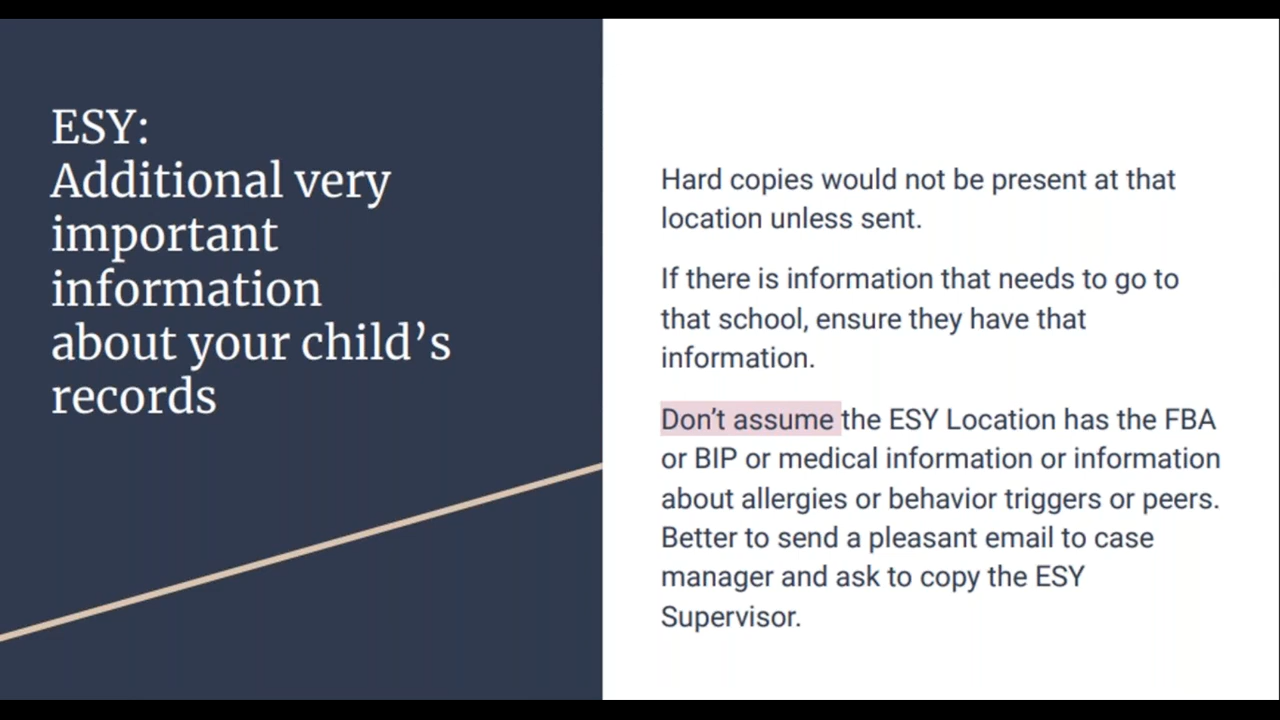 ESY:
Additional very
important
information
about your child’s
records
Hard copies would not be present at that
location unless sent.
If there is information that needs to go to
that school, ensure they have that
information.
Don’t assume the ESY Location has the FBA
or BIP or medical information or information
about allergies or behavior triggers or peers.
Better to send a pleasant email to case
manager and ask to copy the ESY
Supervisor.